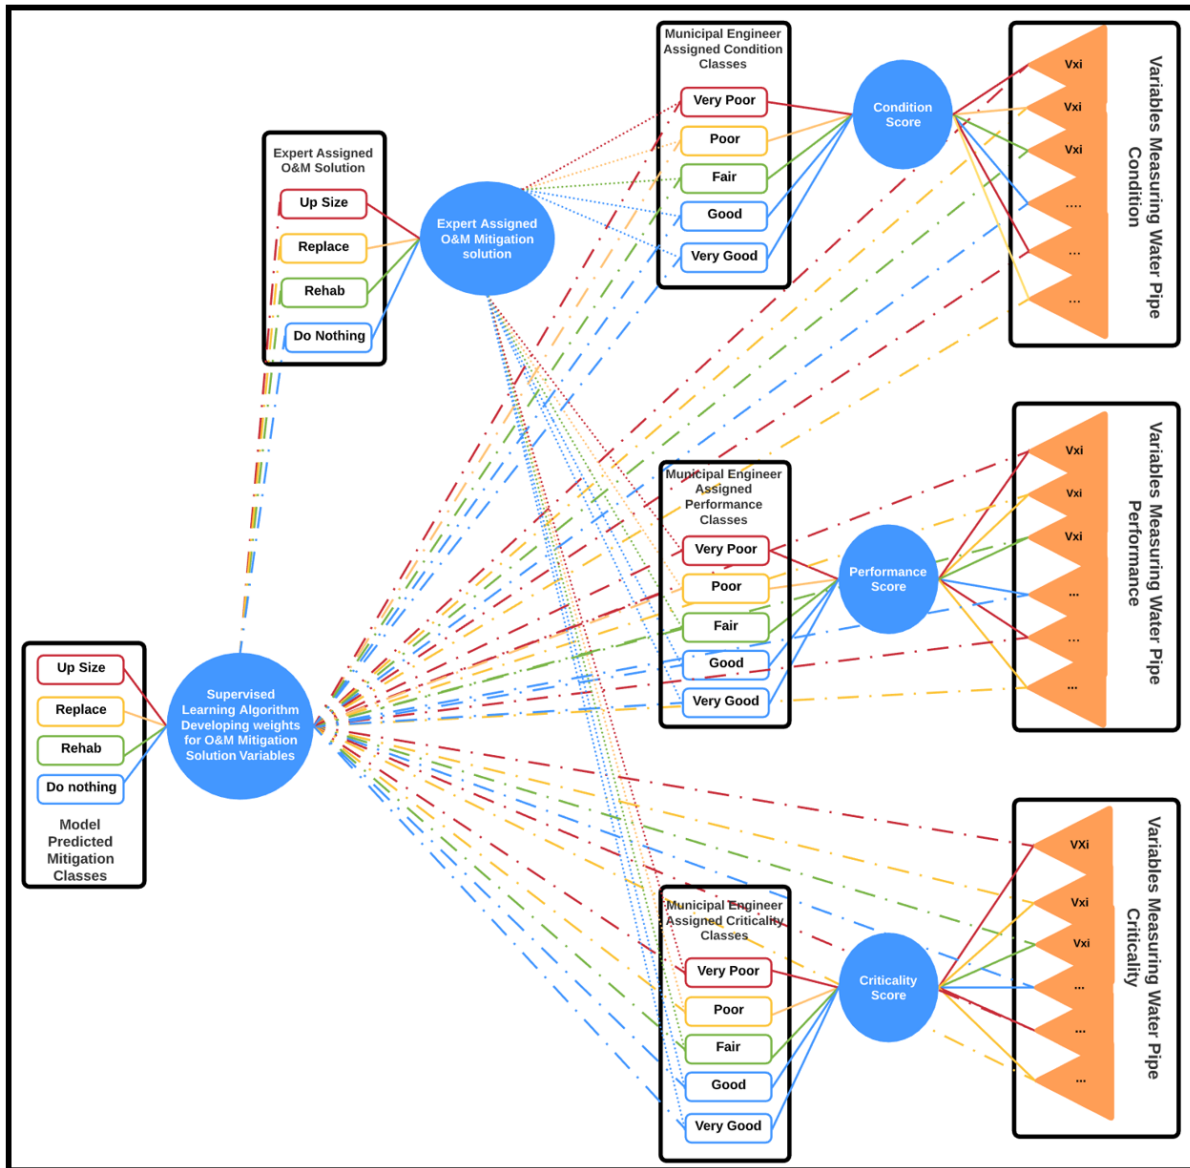 Municipal Engineer
Assigned Condition
Classes
Very Poor
Poor
Fair
Good
Very Good
Condition
Score
Vxi
Vxi
Vxi
....
...
...
Variables Measuring Water Pipe
Condition
Expert Assigned
O&M Solution
Up Size
Replace
Rehab
Do Nothing
Expert Assigned
O&M Mitigation
solution
Municipal Engineer
Assigned
Performance
Classes
Very Poor
Poor
Fair
Good
Very Good
Performance
Score
Vxi
Vxi
Vxi
...
...
...
Variables Measuring Water Pipe
Performance
Up Size
Replace
Rehab
Do nothing
Model
Predicted
Mitigation
Classes
Supervised
Learning Algorithm
Developing weights
for O&M Mitigation
Solution Variables
Municipal Engineer
Assigned Criticality
Classes
Very Poor
Poor
Fair
Good
Very Good
Criticality
Score
VXi
Vxi
Vxi
...
...
...
Variables Measuring Water Pipe
Criticality